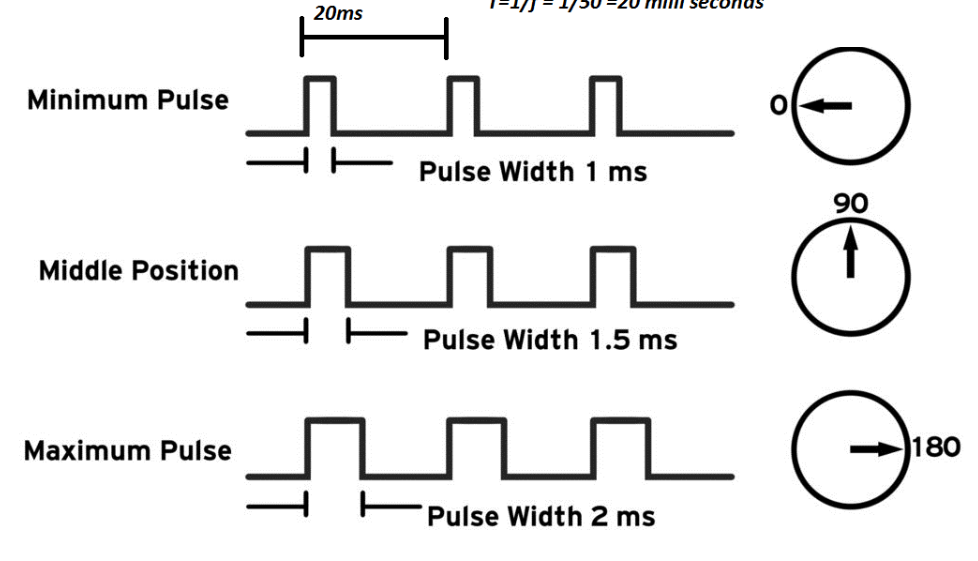 T=1/f = 1/50 =20 milli seconds
20ms
Minimum Pulse
0
Pulse Width 1 ms
90
Middle Position
Pulse Width 1.5 ms
Maximum Pulse
180
Pulse Width 2 ms